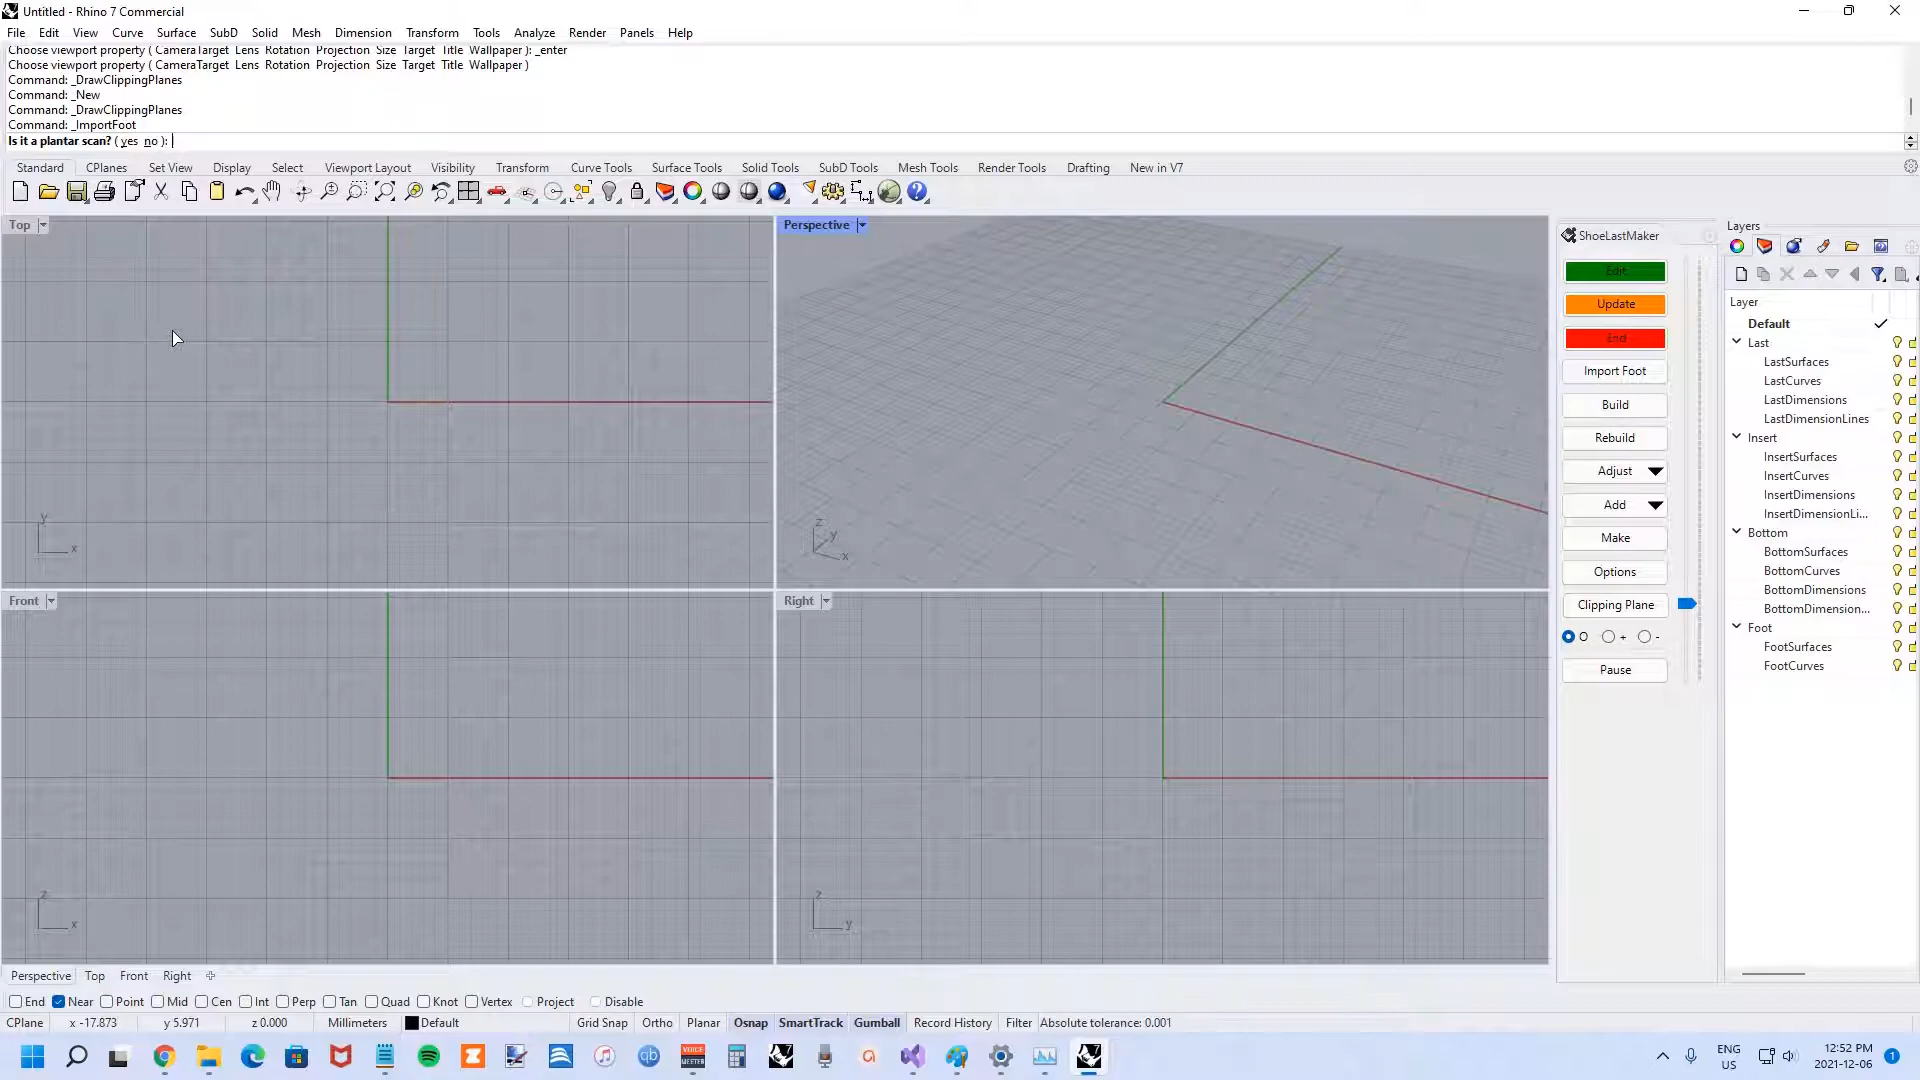 Untitled - Rhino 7 Commercial
File Edit View Curve Surface SubD Solid Mesh Dimension Transform Tools Analyze Render Panels Help
Choose viewport property ( CameraTarget Lens Rotation Projection Size Target Title Wallpaper ): _enter
Choose viewport property ( CameraTarget Lens Rotation Projection Size Target Title Wallpaper )
Command: _DrawClippingPlanes
Command: _New
Command: _DrawClippingPlanes
Command: _ImportFoot
Is it a plantar scan? ( yes no ):
Standard CPlanes Set View Display Select Viewport Layout Visibility Transform Curve Tools Surface Tools Solid Tools SubD Tools Mesh Tools Render Tools Drafting New in V7
Top
Perspective
y
x
z
y
x
Front
Right
z
x
z
y
ShoeLastMaker
Edit
Update
End
Import Foot
Build
Rebuild
Adjust
Add
Make
Options
Clipping Plane
O + -
Pause
Layers
Layer
Default
Last
LastSurfaces
LastCurves
LastDimensions
LastDimensionLines
Insert
InsertSurfaces
InsertCurves
InsertDimensions
InsertDimensionLi...
Bottom
BottomSurfaces
BottomCurves
BottomDimensions
BottomDimension...
Foot
FootSurfaces
FootCurves
Perspective Top Front Right
End Near Point Mid Cen Int Perp Tan Quad Knot Vertex Project Disable
CPlane x -17.873 y 5.971 z 0.000 Millimeters Default Grid Snap Ortho Planar Osnap SmartTrack Gumball Record History Filter Absolute tolerance: 0.001
qb
VOICE
MEETER
ENG
US
12:52 PM
2021-12-06
1